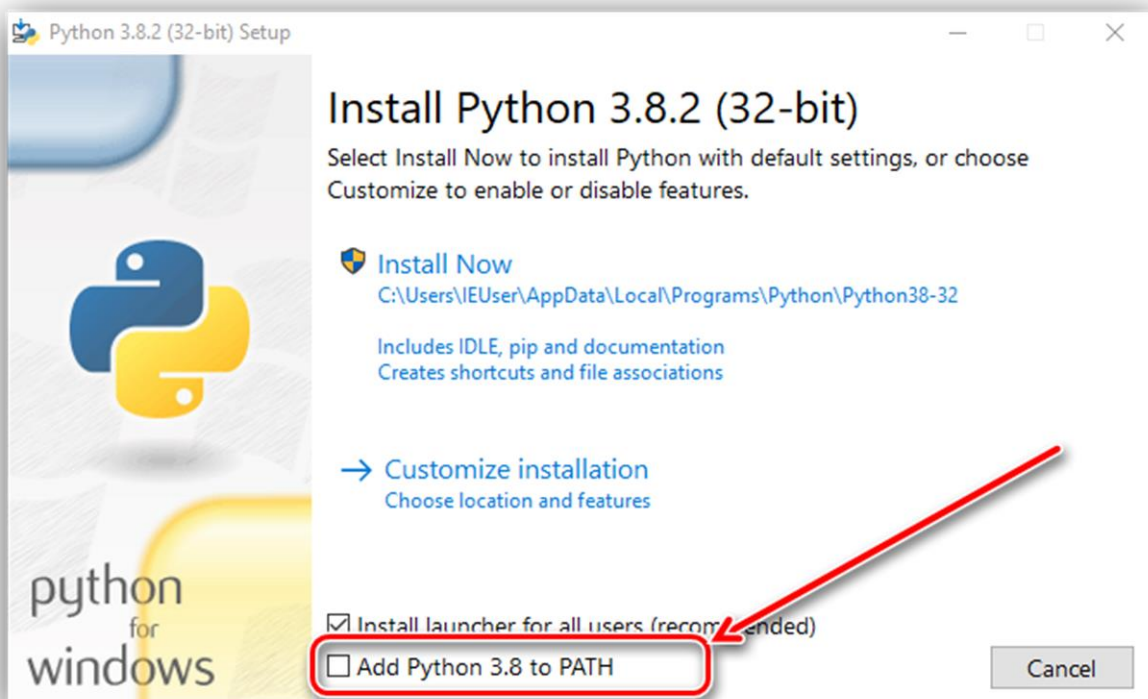 Python 3.8.2 (32-bit) Setup
Install Python 3.8.2 (32-bit)
Select Install Now to install Python with default settings, or choose
Customize to enable or disable features.
Install Now
C:\Users\IEUser\AppData\Local\Programs\Python\Python38-32
Includes IDLE, pip and documentation
Creates shortcuts and file associations
Customize installation
Choose location and features
python
for
windows
Install launcher for all users (recommended)
Add Python 3.8 to PATH
Cancel